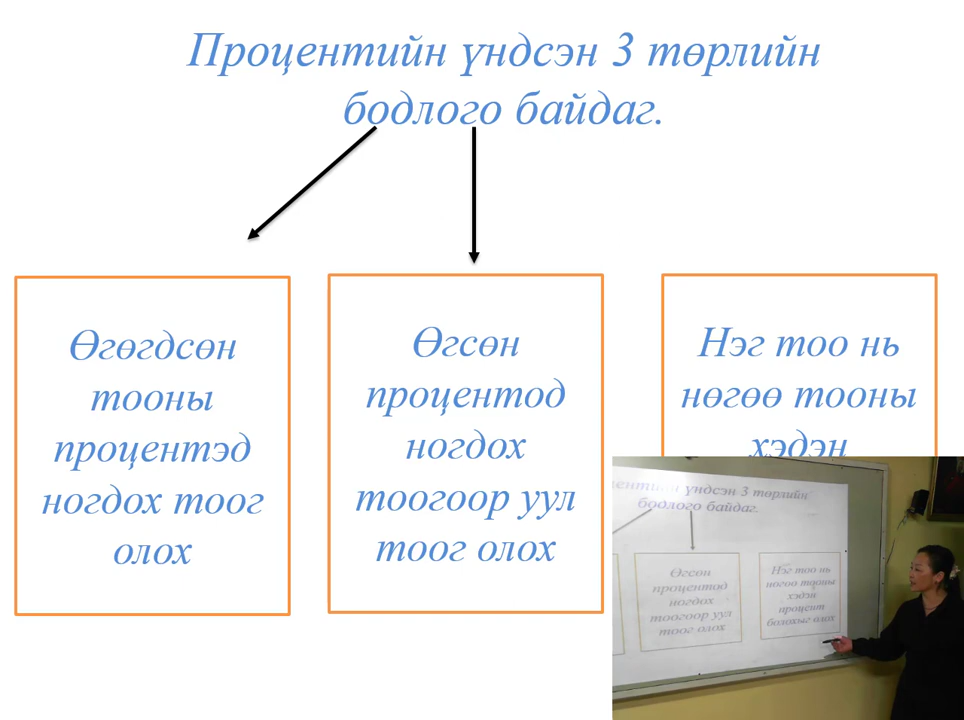 Процентийн үндсэн 3 төрлийн
бодлого байдаг.
Өгөгдсөн
тооны
процентэд
ногдох тоог
олох
Өгсөн
процентод
ногдох
тоогоор уул
тоог олох
Нэг тоо нь
нөгөө тооны
хэдэн
үндсэн 3 төрлийн
бодлого байдаг.
Өгсөн
процентод
ногдох
тоогоор уул
тоог олох
Нэг тоо нь
нөгөө тооны
хэдэн
процент
болохыг олох